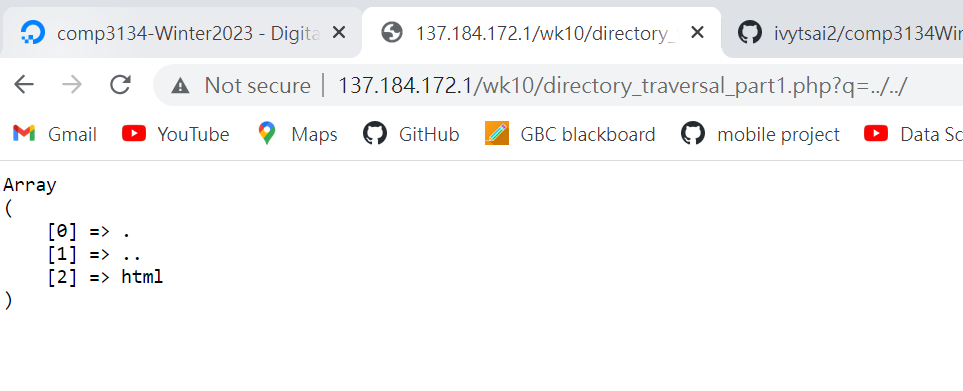 comp3134-Winter2023 - Digita
137.184.172.1/wk10/directory_
ivytsai2/comp3134Win
Not secure | 137.184.172.1/wk10/directory_traversal_part1.php?q=../../
Gmail YouTube Maps GitHub GBC blackboard mobile project Data Sc
Array
(
[0] => .
[1] => ..
[2] => html
)